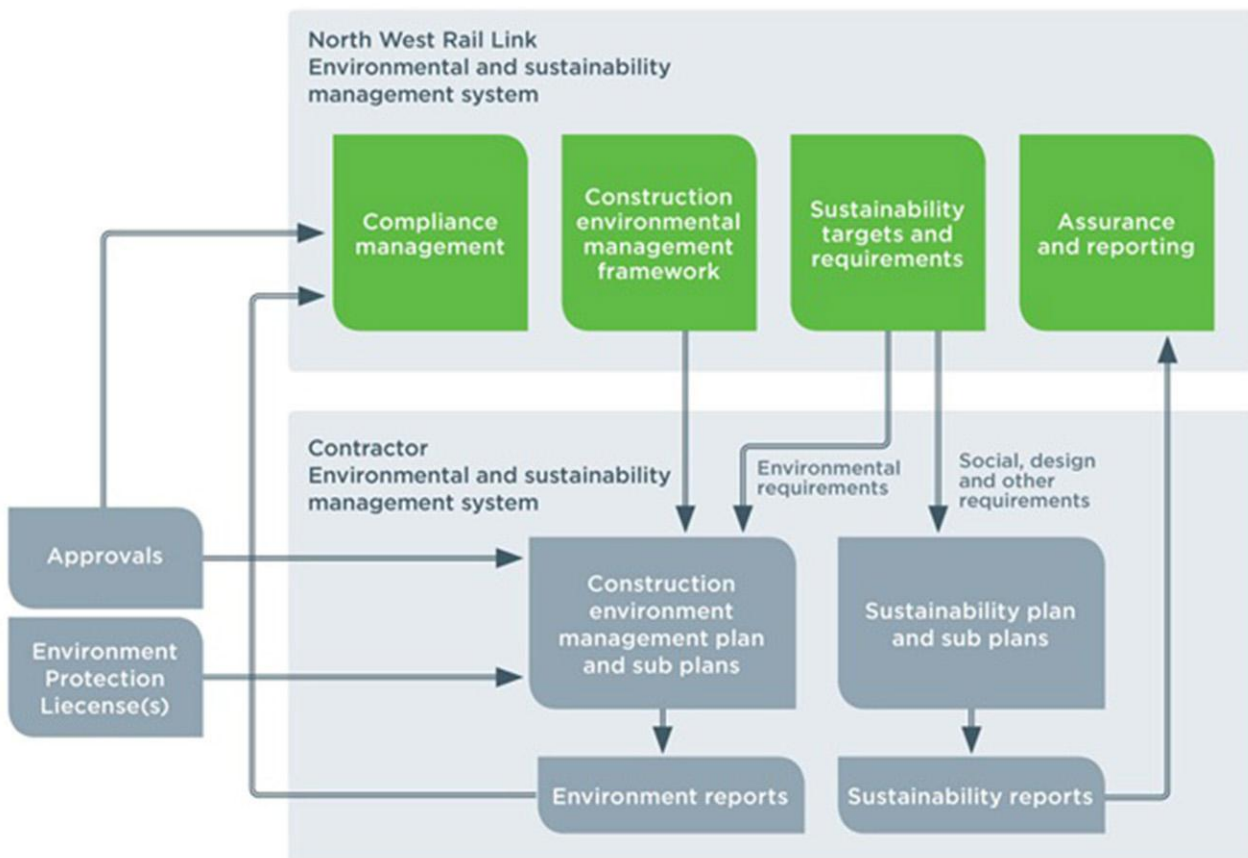 North West Rail Link
Environmental and sustainability
management system
Compliance
management
Construction
environmental
management
framework
Sustainability
targets and
requirements
Assurance
and reporting
Contractor
Environmental and sustainability
management system
Environmental
requirements
Social, design
and other
requirements
Approvals
Environment
Protection
Liecense(s)
Construction
environment
management plan
and sub plans
Sustainability plan
and sub plans
Environment reports
Sustainability reports